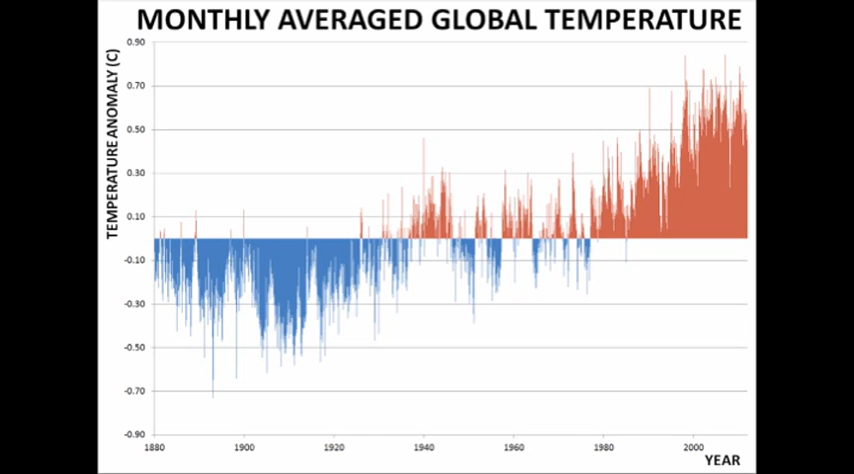 MONTHLY AVERAGED GLOBAL TEMPERATURE
TEMPERATURE ANOMALY (C)
0.90
0.70
0.50
0.30
0.10
-0.10
-0.30
-0.50
-0.70
-0.90
1880 1900 1920 1940 1960 1980 2000
YEAR